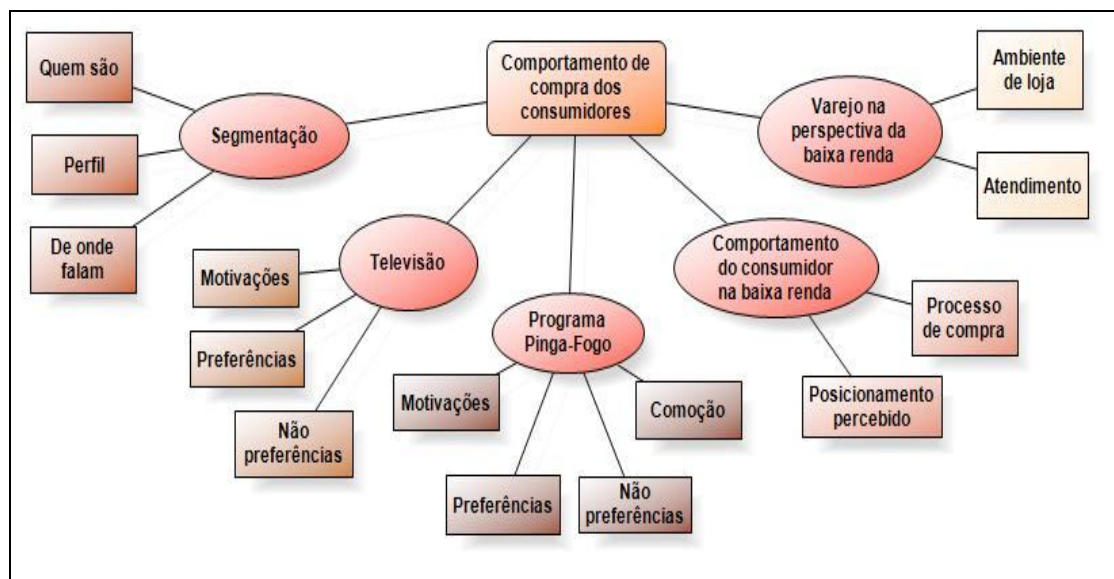 Comportamento de
compra dos
consumidores
Segmentação
Quem são
Perfil
De onde
falam
Televisão
Motivações
Preferências
Não
preferências
Programa
Pinga-Fogo
Motivações
Preferências
Não
preferências
Comoção
Comportamento
do consumidor
na baixa renda
Processo
de compra
Posicionamento
percebido
Varejo na
perspectiva da
baixa renda
Ambiente
de loja
Atendimento